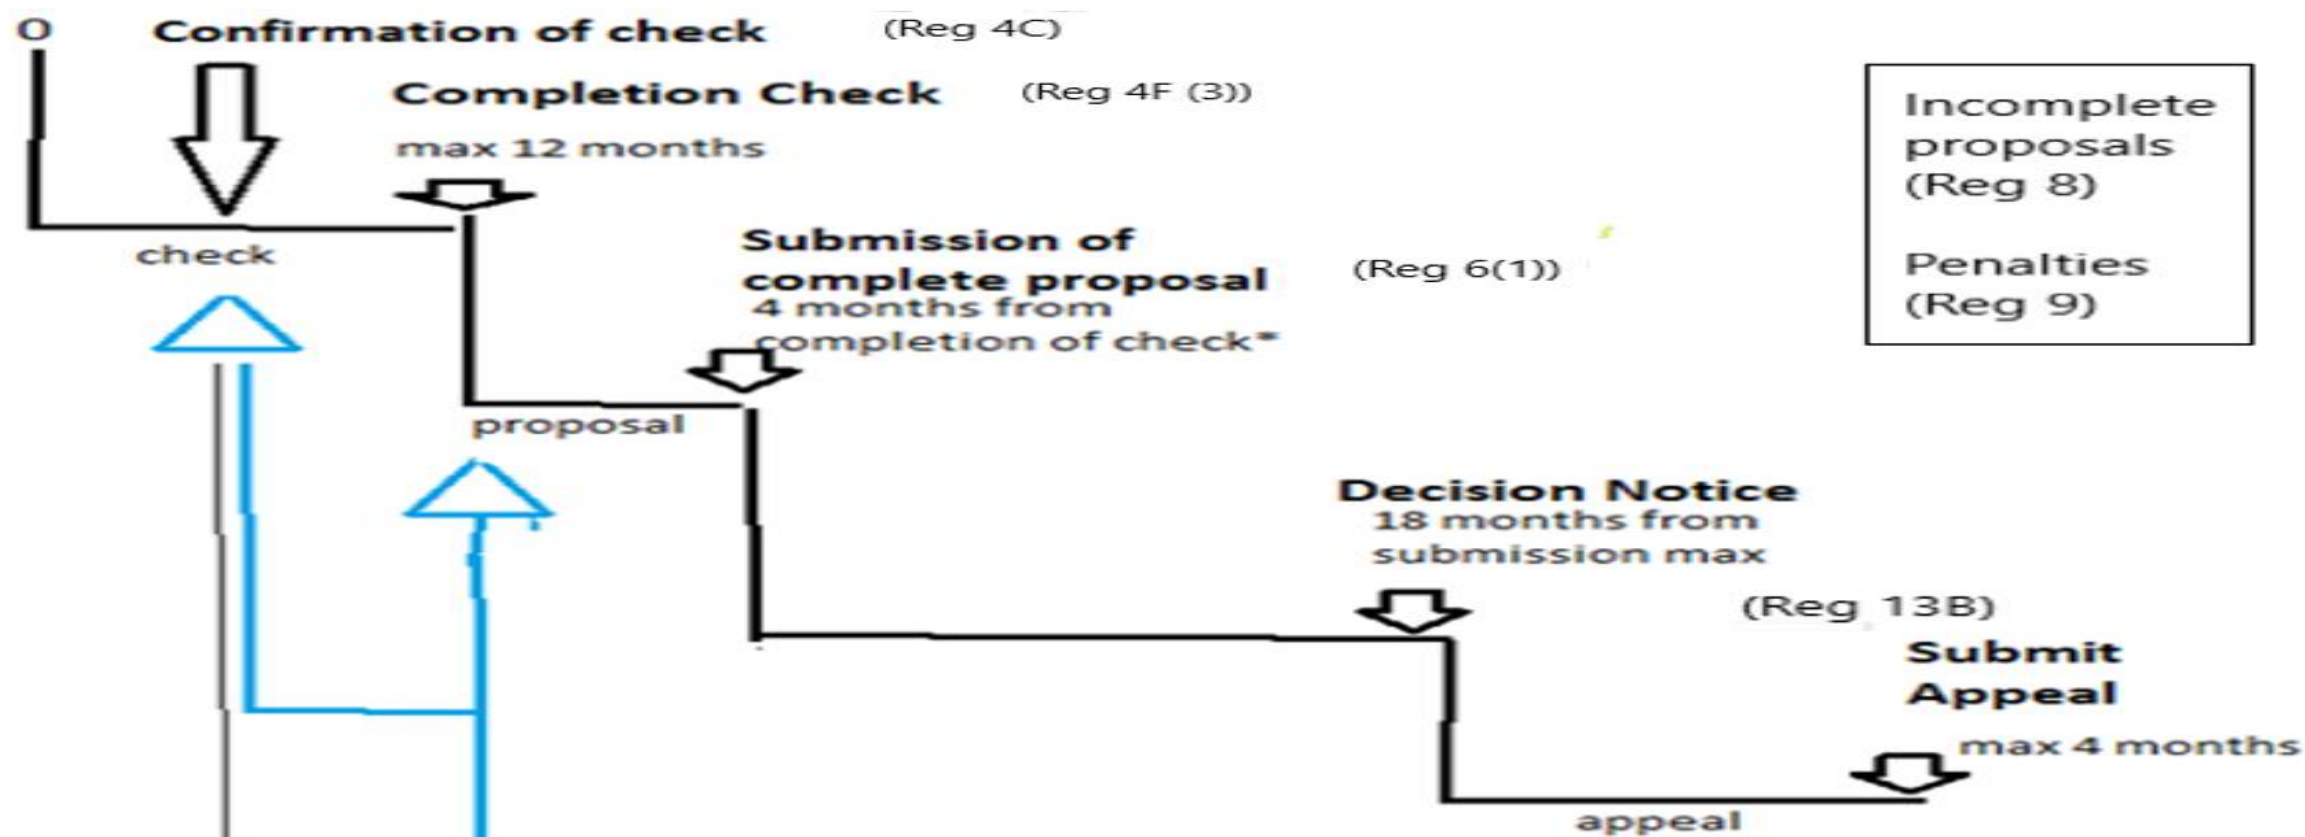 0
Confirmation of check (Reg 4C)
Completion Check (Reg 4F (3))
max 12 months
check
Submission of
complete proposal (Reg 6(1))
4 months from
completion of check*
proposal
Incomplete
proposals
(Reg 8)
Penalties
(Reg 9)
Decision Notice
18 months from
submission max
(Reg 13B)
Submit
Appeal
max 4 months
appeal